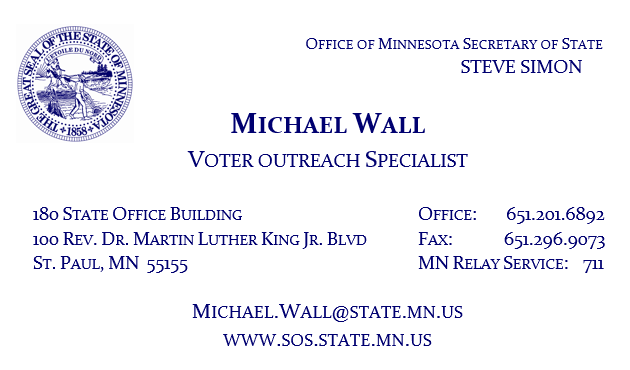 THE GREAT SEAL OF THE STATE OF MINNESOTA
L'ETOILE DU NORD
1858
OFFICE OF MINNESOTA SECRETARY OF STATE
STEVE SIMON
MICHAEL WALL
VOTER OUTREACH SPECIALIST
180 STATE OFFICE BUILDING OFFICE: 651.201.6892
100 REV. DR. MARTIN LUTHER KING JR. BLVD FAX: 651.296.9073
ST. PAUL, MN 55155 MN RELAY SERVICE: 711
MICHAEL.WALL@STATE.MN.US
WWW.SOS.STATE.MN.US